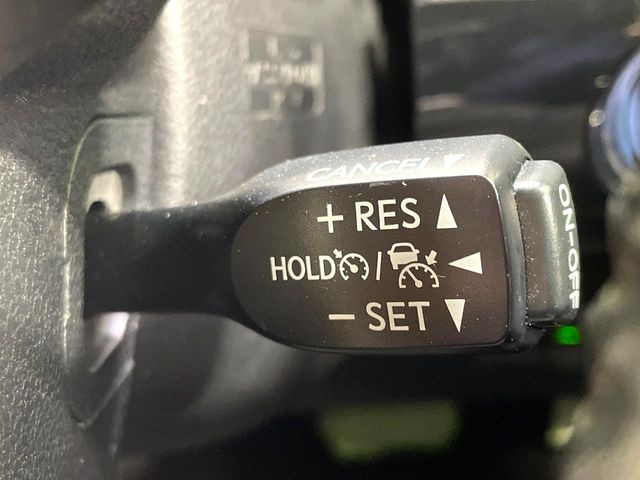 CANCEL ▼
+ RES ▲
HOLD / ◀
− SET ▼
ON-OFF